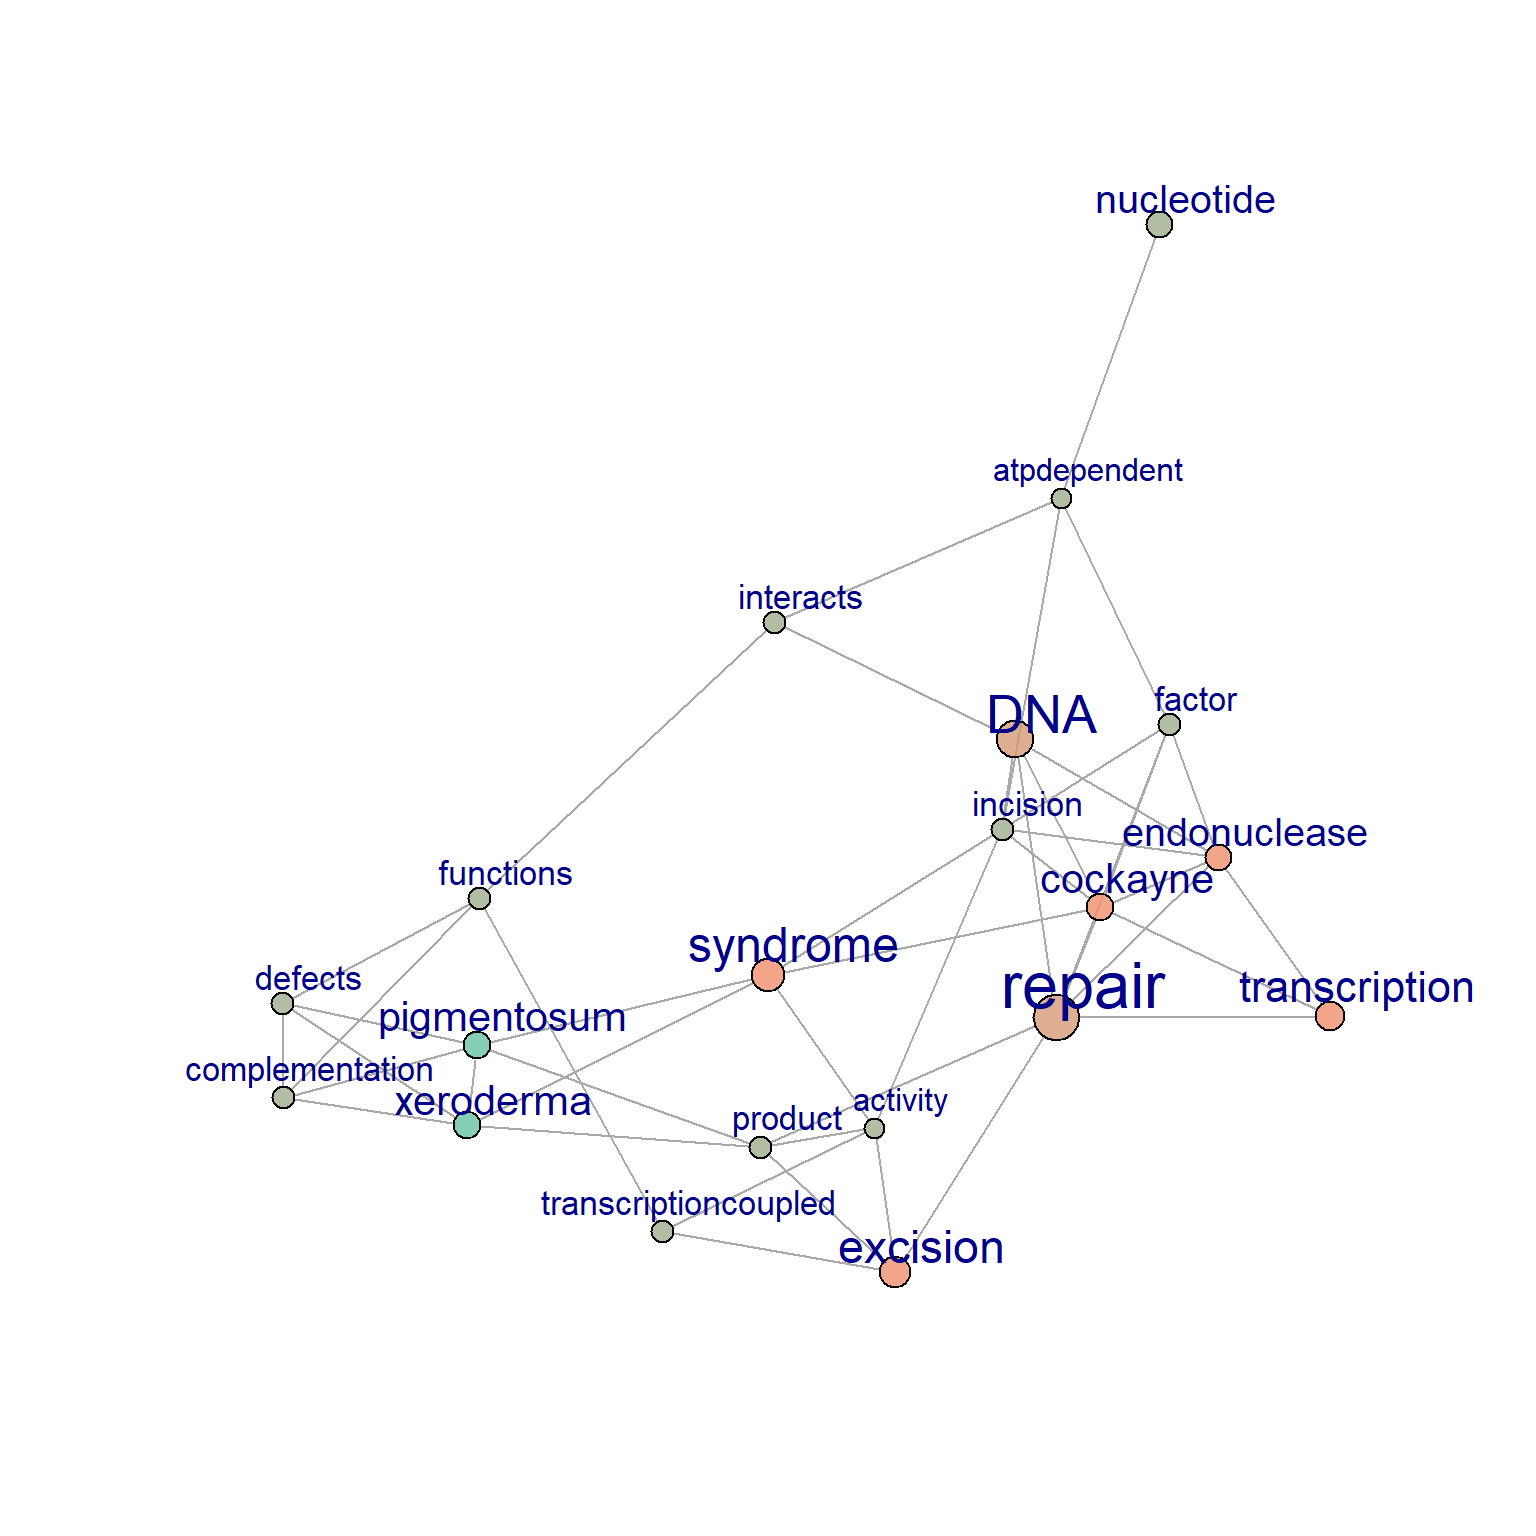 nucleotide
atpdependent
interacts
factor
DNA
incision
endonuclease
functions
cockayne
syndrome
defects
repair
transcription
pigmentosum
complementation
xeroderma
activity
product
transcriptioncoupled
excision